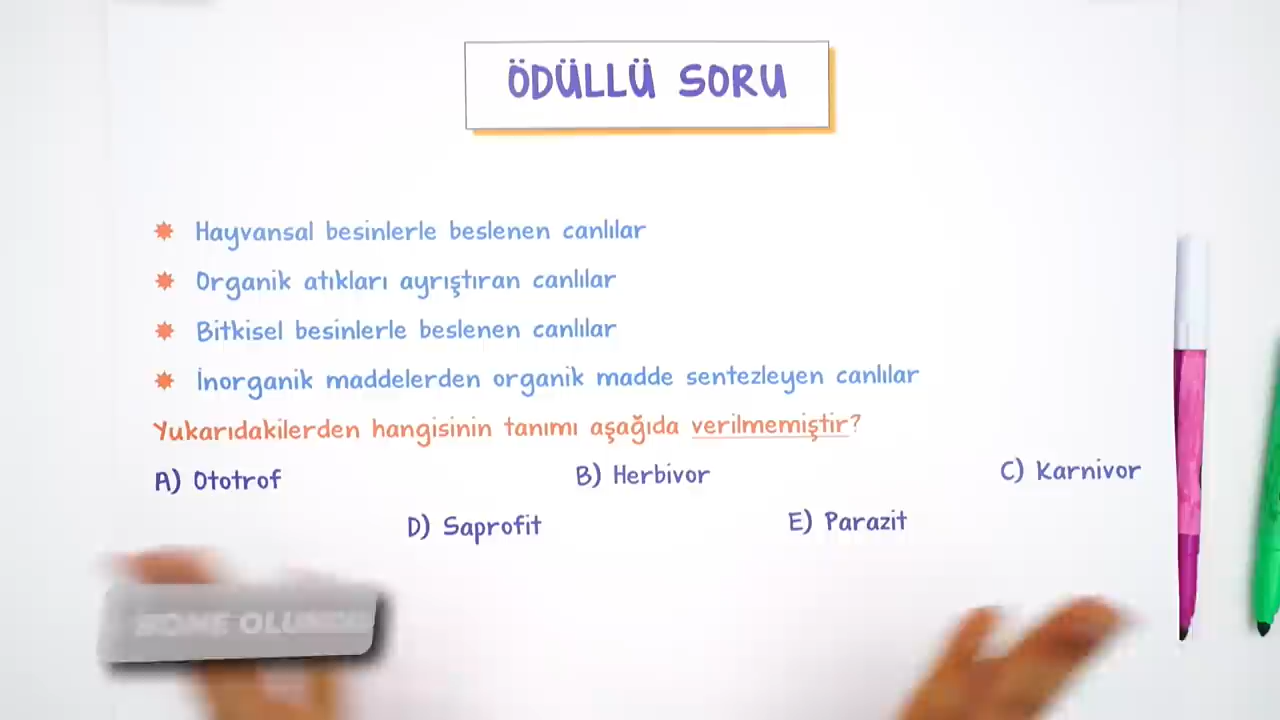 ÖDÜLLÜ SORU
Hayvansal besinlerle beslenen canlılar
Organik atıkları ayrıştıran canlılar
Bitkisel besinlerle beslenen canlılar
İnorganik maddelerden organik madde sentezleyen canlılar
Yukarıdakilerden hangisinin tanımı aşağıda verilmemiştir?
A) Ototrof B) Herbivor C) Karnivor
D) Saprofit E) Parazit